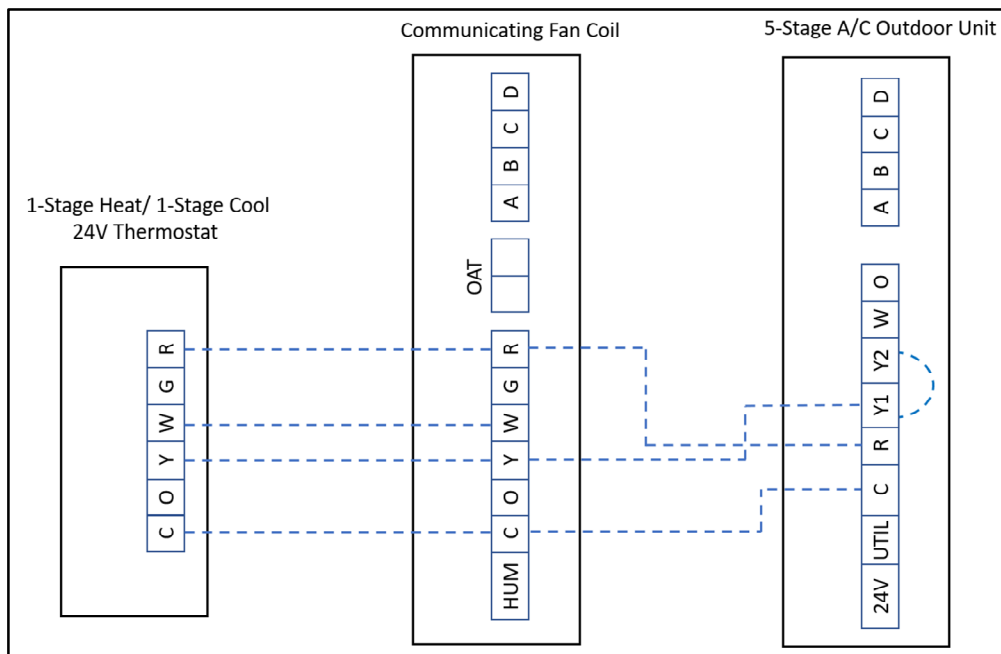 Communicating Fan Coil
5-Stage A/C Outdoor Unit
1-Stage Heat/ 1-Stage Cool
24V Thermostat
R
G
W
Y
O
C
D
C
B
A
OAT
R
G
W
Y
O
C
HUM
D
C
B
A
O
W
Y2
Y1
R
C
UTIL
24V